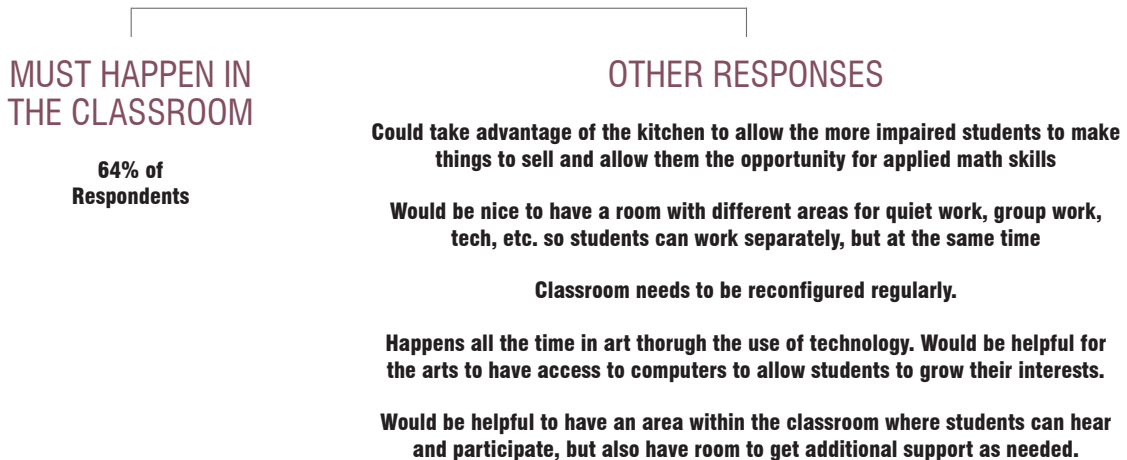 MUST HAPPEN IN
THE CLASSROOM
64% of
Respondents
OTHER RESPONSES
Could take advantage of the kitchen to allow the more impaired students to make
things to sell and allow them the opportunity for applied math skills
Would be nice to have a room with different areas for quiet work, group work,
tech, etc. so students can work separately, but at the same time
Classroom needs to be reconfigured regularly.
Happens all the time in art thorugh the use of technology. Would be helpful for
the arts to have access to computers to allow students to grow their interests.
Would be helpful to have an area within the classroom where students can hear
and participate, but also have room to get additional support as needed.